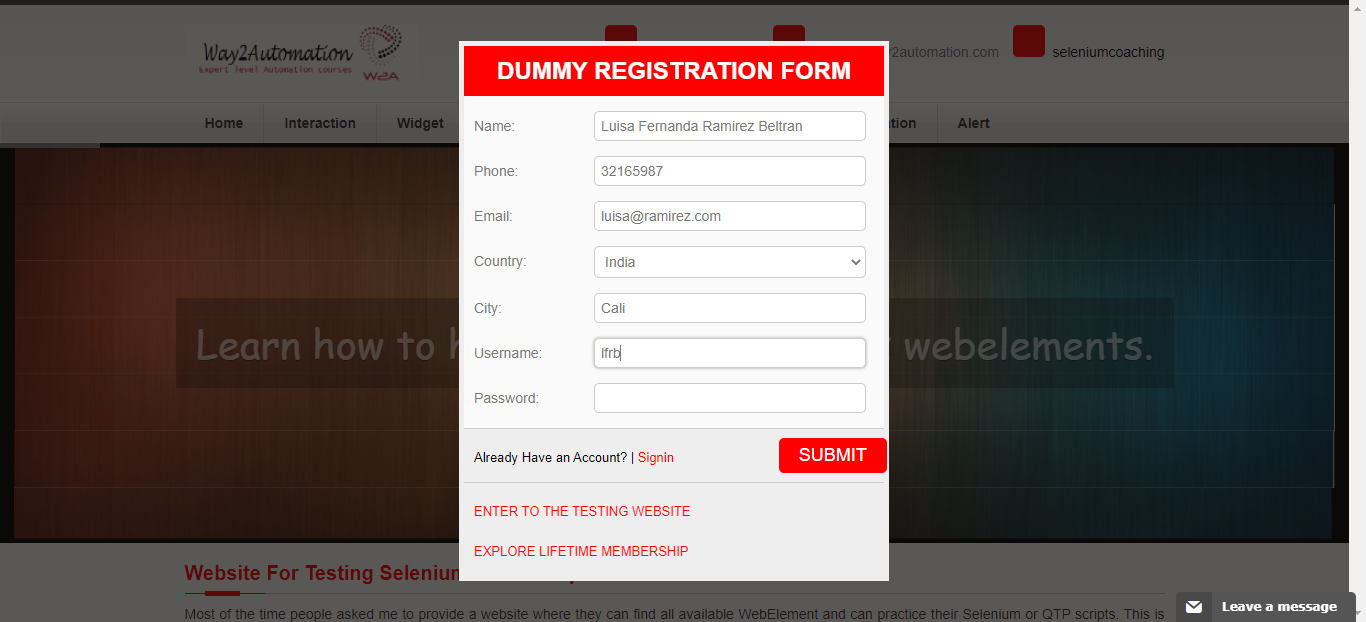 Way2Automation
Expert level Automation courses
W2A
2automation.com
seleniumcoaching
Home
Interaction
Widget
Alert
DUMMY REGISTRATION FORM
Name:
Luisa Fernanda Ramirez Beltran
Phone:
32165987
Email:
luisa@ramirez.com
Country:
India
City:
Cali
Username:
lfrb
Password:
Already Have an Account? | Signin
SUBMIT
ENTER TO THE TESTING WEBSITE
EXPLORE LIFETIME MEMBERSHIP
Learn how to
webelements.
Website For Testing Seleniu
Most of the time people asked me to provide a website where they can find all available WebElement and can practice their Selenium or QTP scripts. This is
Leave a message